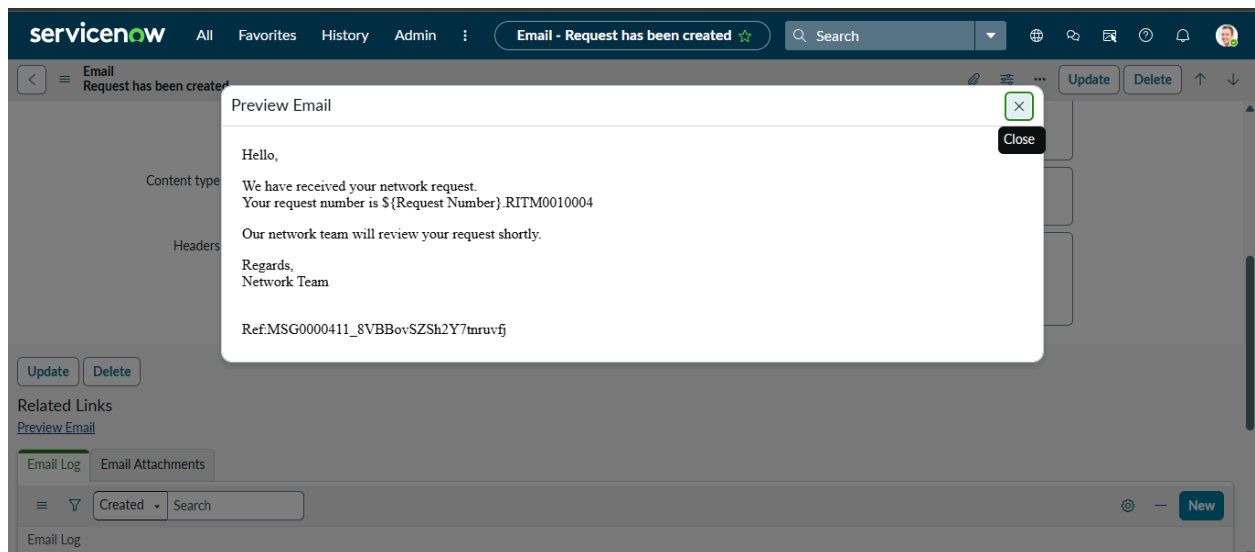 servicenow All Favorites History Admin Email - Request has been created Search
Email
Request has been created
Update Delete
Preview Email
Close
Hello,
We have received your network request.
Your request number is ${Request Number}.RITM0010004
Our network team will review your request shortly.
Regards,
Network Team
Ref:MSG0000411_8VBBovSZSh2Y7tnruvfj
Content type
Headers
Update Delete
Related Links
Preview Email
Email Log Email Attachments
Created Search New
Email Log